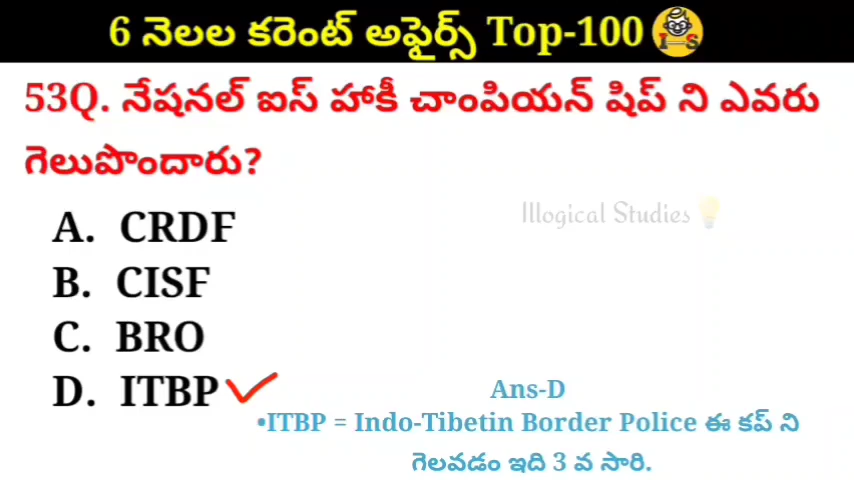 6 నెలల కరెంట్ అఫైర్స్ Top-100
I S
53Q. నేషనల్ ఐస్ హాకీ చాంపియన్ షిప్ ని ఎవరు
గెలుపొందారు?
Illogical Studies
A. CRDF
B. CISF
C. BRO
D. ITBP
Ans-D
•ITBP = Indo-Tibetin Border Police ఈ కప్ ని
గెలవడం ఇది 3 వ సారి.